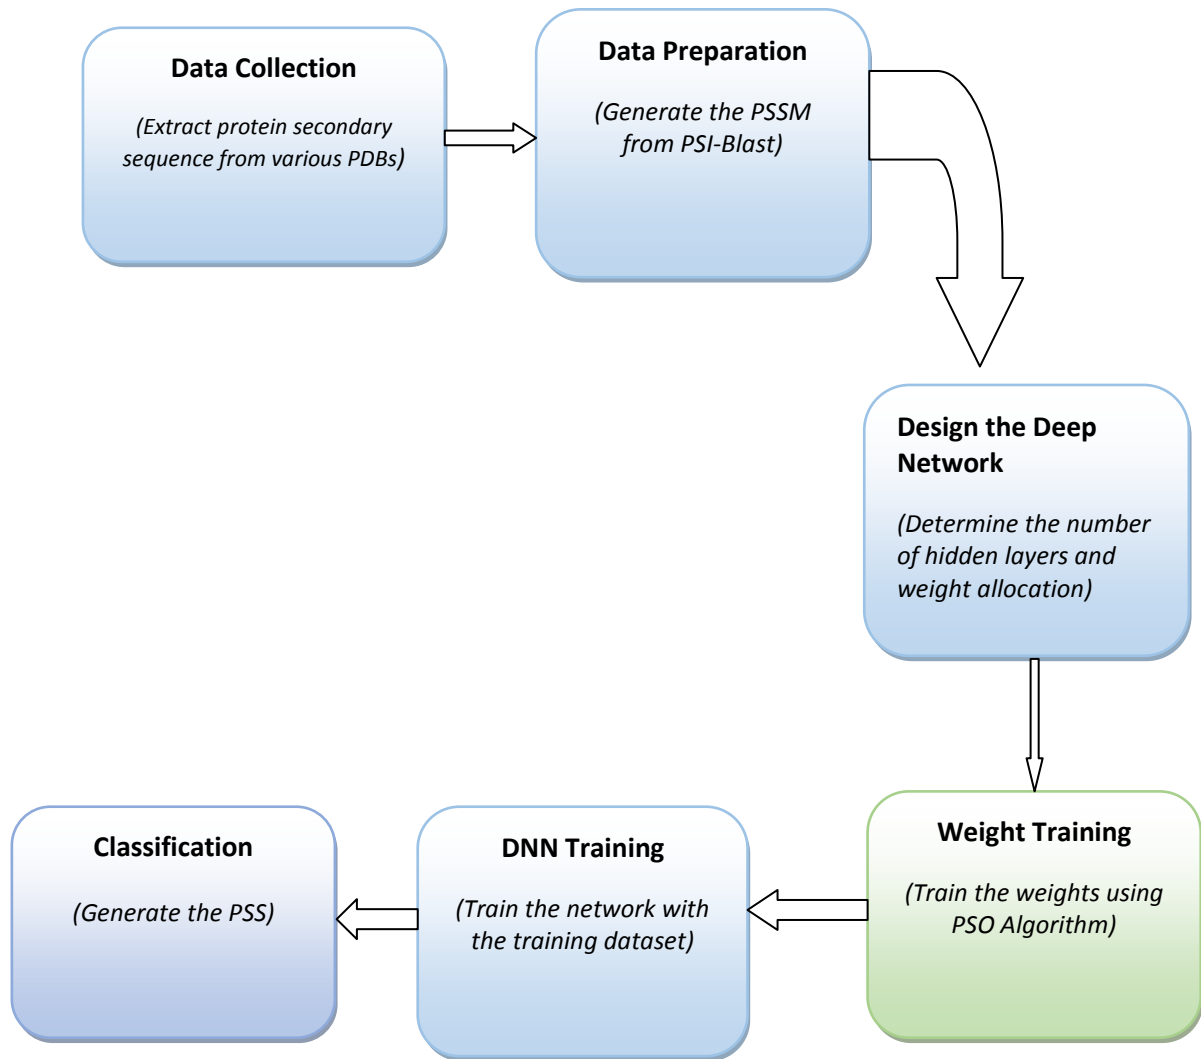 Data Collection
(Extract protein secondary
sequence from various PDBs)
Data Preparation
(Generate the PSSM
from PSI-Blast)
Design the Deep
Network
(Determine the number
of hidden layers and
weight allocation)
Weight Training
(Train the weights using
PSO Algorithm)
DNN Training
(Train the network with
the training dataset)
Classification
(Generate the PSS)